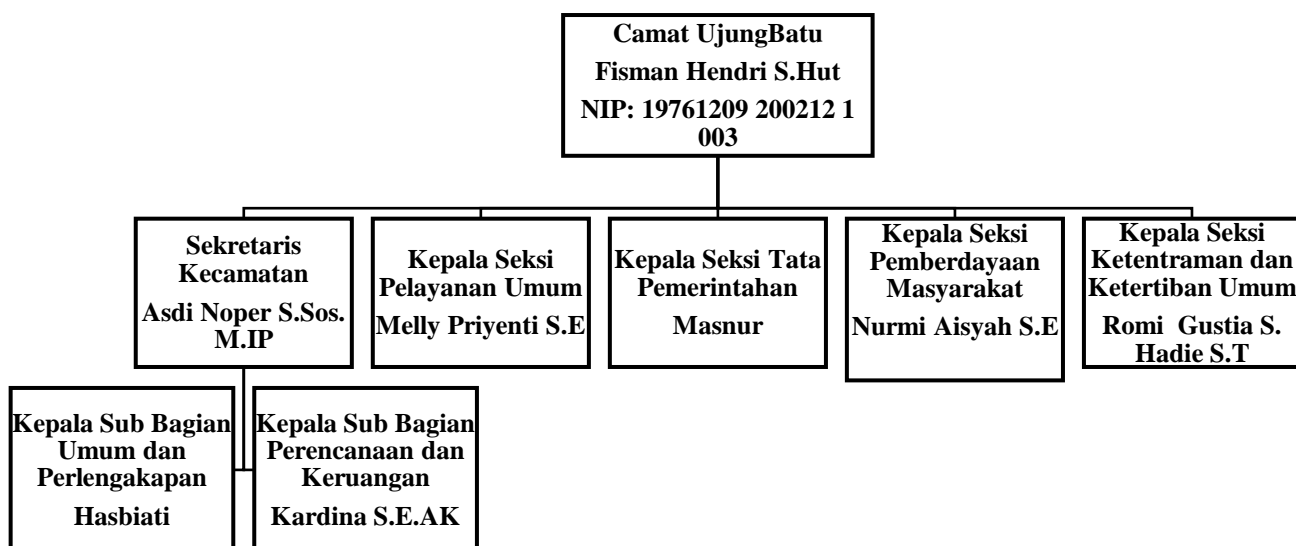 Camat UjungBatu
Fisman Hendri S.Hut
NIP: 19761209 200212 1
003
Sekretaris
Kecamatan
Asdi Noper S.Sos.
M.IP
Kepala Seksi
Pelayanan Umum
Melly Priyenti S.E
Kepala Seksi Tata
Pemerintahan
Masnur
Kepala Seksi
Pemberdayaan
Masyarakat
Nurmi Aisyah S.E
Kepala Seksi
Ketentraman dan
Ketertiban Umum
Romi Gustia S.
Hadie S.T
Kepala Sub Bagian
Umum dan
Perlengakapan
Hasbiati
Kepala Sub Bagian
Perencanaan dan
Keruangan
Kardina S.E.AK